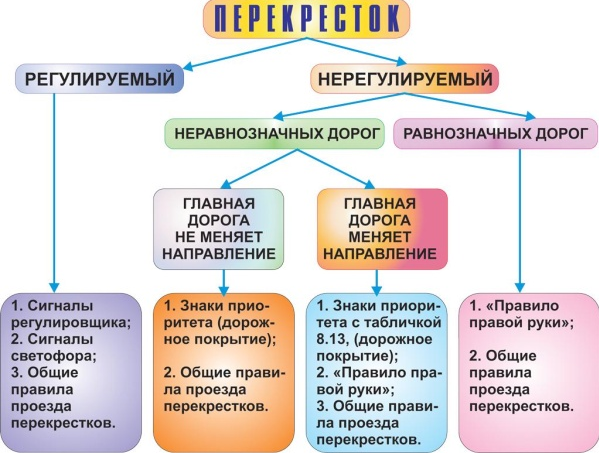 ПЕРЕКРЕСТОК
РЕГУЛИРУЕМЫЙ
НЕРЕГУЛИРУЕМЫЙ
НЕРАВНОЗНАЧНЫХ ДОРОГ
РАВНОЗНАЧНЫХ ДОРОГ
ГЛАВНАЯ
ДОРОГА
НЕ МЕНЯЕТ
НАПРАВЛЕНИЕ
ГЛАВНАЯ
ДОРОГА
МЕНЯЕТ
НАПРАВЛЕНИЕ
1. Сигналы
регулировщика;
2. Сигналы
светофора;
3. Общие
правила
проезда
перекрестков.
1. Знаки прио-
ритета (дорож-
ное покрытие);
2. Общие прави-
ла проезда
перекрестков.
1. Знаки приори-
тета с табличкой
8.13, (дорожное
покрытие);
2. «Правило пра-
вой руки»;
3. Общие прави-
ла проезда
перекрестков.
1. «Правило
правой руки»;
2. Общие
правила
проезда
перекрестков.